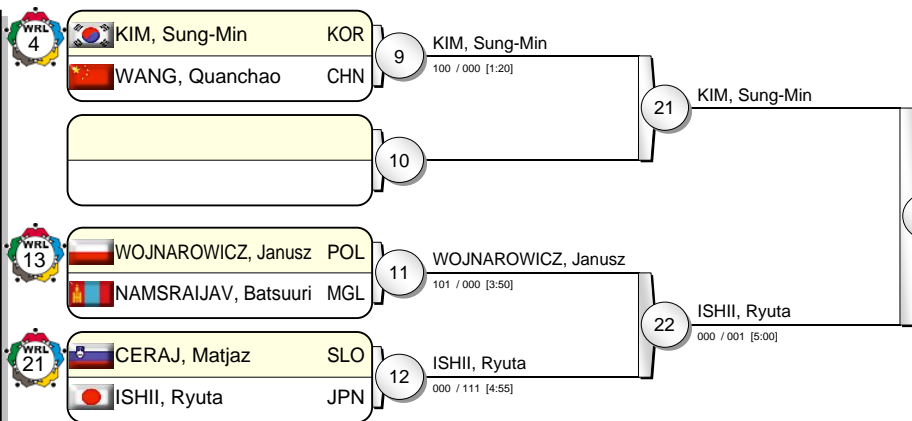 WRL
4
KIM, Sung-Min KOR
WANG, Quanchao CHN
9
KIM, Sung-Min
100 / 000 [1:20]
21
KIM, Sung-Min
10
WRL
13
WOJNAROWICZ, Janusz POL
NAMSRAIJAV, Batsuuri MGL
11
WOJNAROWICZ, Janusz
101 / 000 [3:50]
22
ISHII, Ryuta
000 / 001 [5:00]
WRL
21
CERAJ, Matjaz SLO
ISHII, Ryuta JPN
12
ISHII, Ryuta
000 / 111 [4:55]